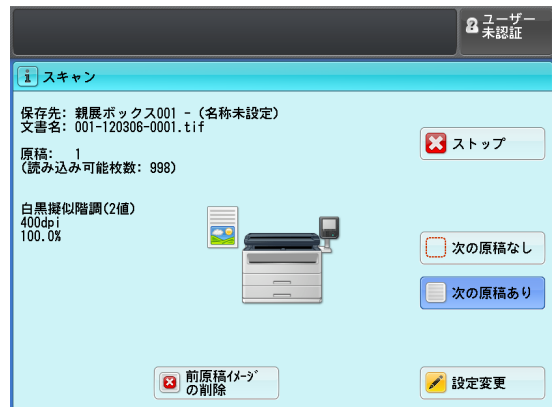 ユーザー
未認証
スキャン
保存先: 親展ボックス001 - (名称未設定)
文書名: 001-120306-0001.tif
原稿: 1
(読み込み可能枚数: 998)
白黒擬似階調(2値)
400dpi
100.0%
ストップ
次の原稿なし
次の原稿あり
前原稿ｲﾒｰｼﾞ
の削除
設定変更